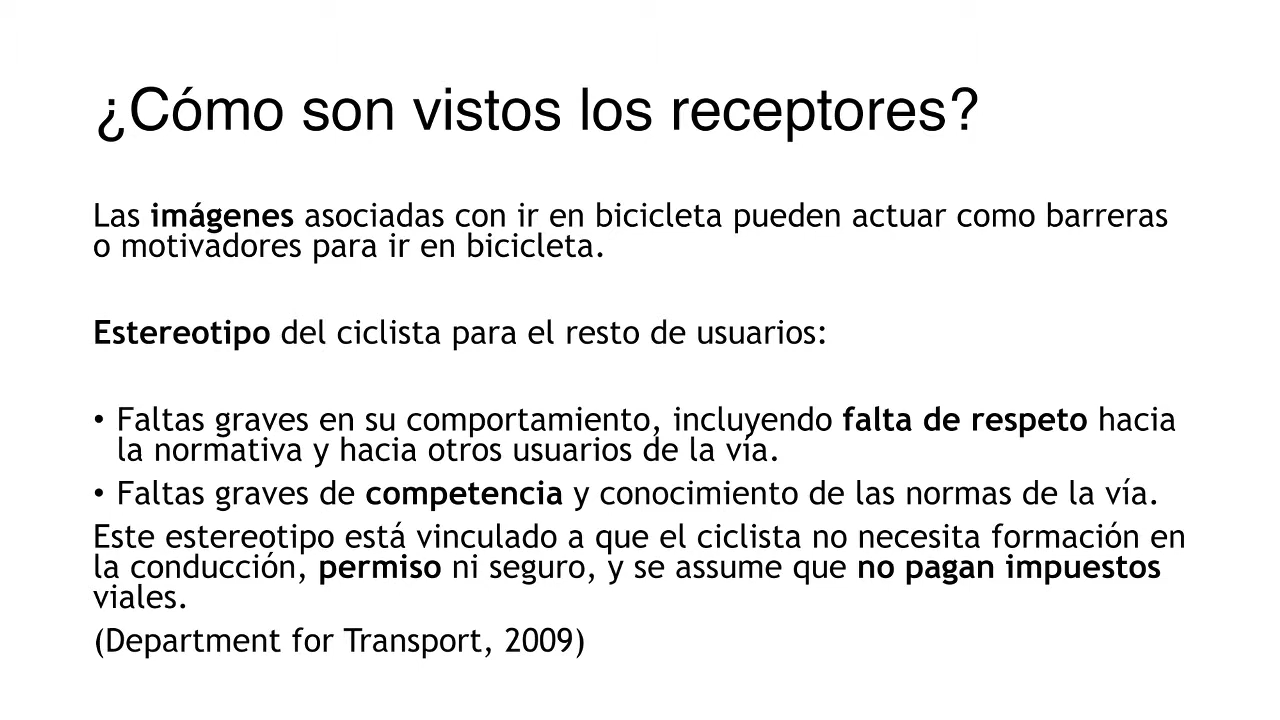 ¿Cómo son vistos los receptores?
Las imágenes asociadas con ir en bicicleta pueden actuar como barreras
o motivadores para ir en bicicleta.
Estereotipo del ciclista para el resto de usuarios:
• Faltas graves en su comportamiento, incluyendo falta de respeto hacia
la normativa y hacia otros usuarios de la vía.
• Faltas graves de competencia y conocimiento de las normas de la vía.
Este estereotipo está vinculado a que el ciclista no necesita formación en
la conducción, permiso ni seguro, y se assume que no pagan impuestos
viales.
(Department for Transport, 2009)